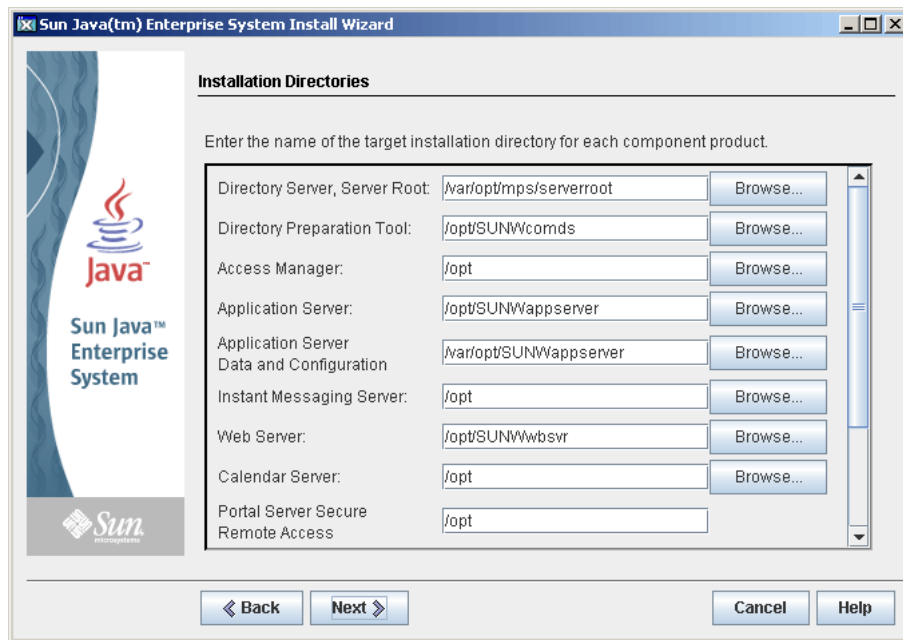 Sun Java(tm) Enterprise System Install Wizard
Installation Directories
Enter the name of the target installation directory for each component product.
Directory Server, Server Root: /var/opt/mps/serverroot Browse...
Directory Preparation Tool: /opt/SUNWcomds Browse...
Access Manager: /opt Browse...
Application Server: /opt/SUNWappserver Browse...
Application Server
Data and Configuration /var/opt/SUNWappserver Browse...
Instant Messaging Server: /opt Browse...
Web Server: /opt/SUNWwbsvr Browse...
Calendar Server: /opt Browse...
Portal Server Secure
Remote Access /opt
Java™
Sun Java™
Enterprise
System
Sun
microsystems
Back Next Cancel Help